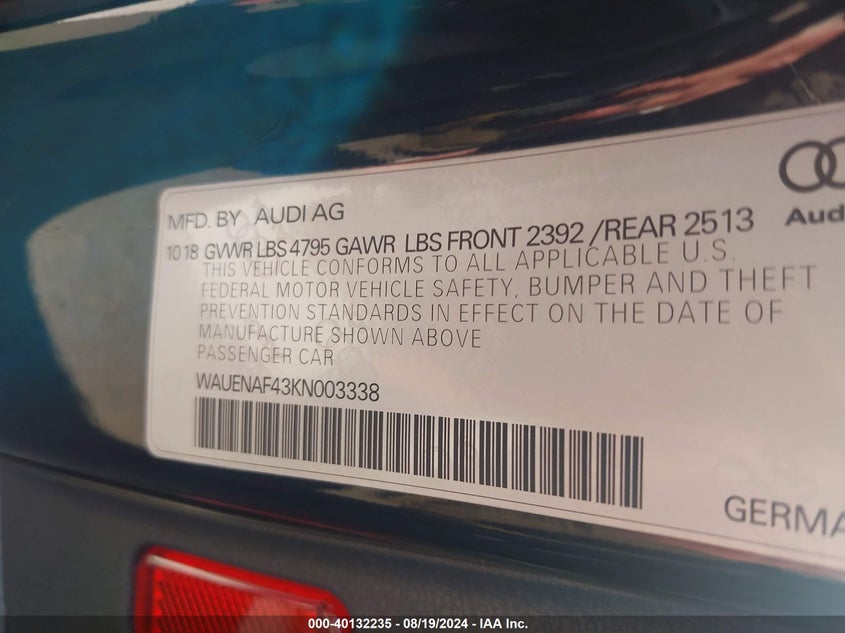 MFD. BY AUDI AG
1018 GVWR LBS 4795 GAWR LBS FRONT 2392 /REAR 2513
THIS VEHICLE CONFORMS TO ALL APPLICABLE U.S.
FEDERAL MOTOR VEHICLE SAFETY, BUMPER AND THEFT
PREVENTION STANDARDS IN EFFECT ON THE DATE OF
MANUFACTURE SHOWN ABOVE
PASSENGER CAR
WAUENAF43KN003338
Aud
GERMA
000-40132235 - 08/19/2024 - IAA Inc.